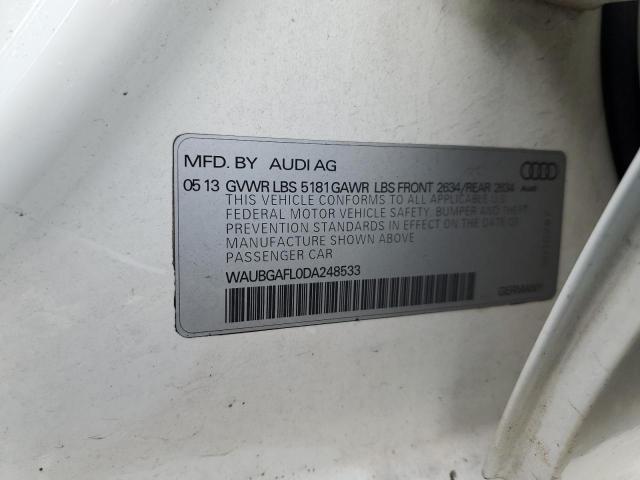 MFD. BY AUDI AG
05 13 GVWR LBS 5181 GAWR LBS FRONT 2634/REAR 2634 Audi
THIS VEHICLE CONFORMS TO ALL APPLICABLE U.S.
FEDERAL MOTOR VEHICLE SAFETY, BUMPER AND THEFT
PREVENTION STANDARDS IN EFFECT ON THE DATE OF
MANUFACTURE SHOWN ABOVE
PASSENGER CAR
WAUBGAFL0DA248533
GERMANY